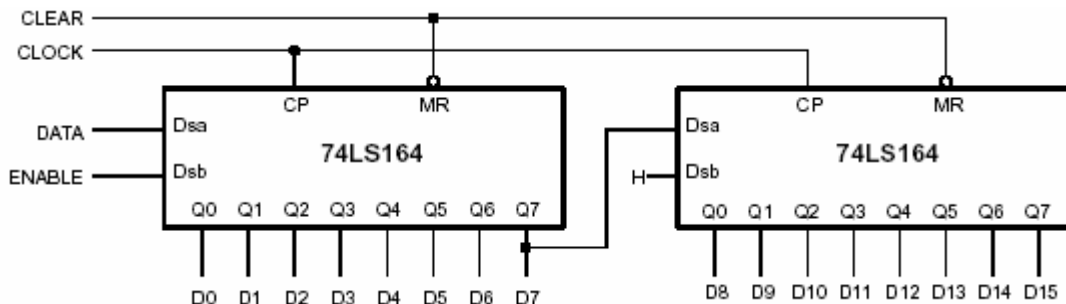 CLEAR
CLOCK
CP MR CP MR
DATA Dsa 74LS164 Dsa 74LS164
ENABLE Dsb H Dsb
Q0 Q1 Q2 Q3 Q4 Q5 Q6 Q7 Q0 Q1 Q2 Q3 Q4 Q5 Q6 Q7
D0 D1 D2 D3 D4 D5 D6 D7 D8 D9 D10 D11 D12 D13 D14 D15